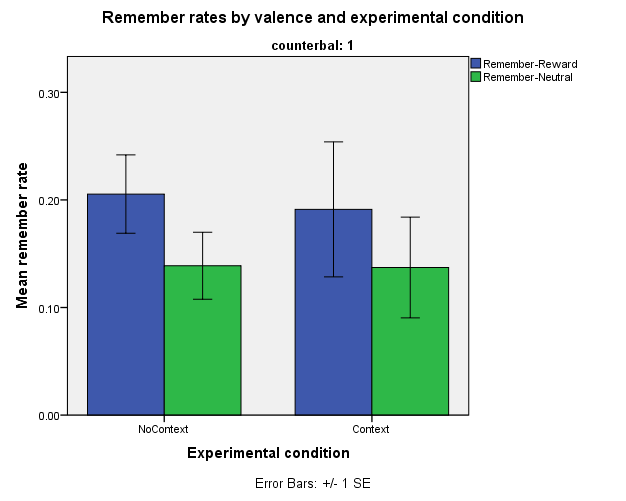 Remember rates by valence and experimental condition
counterbal: 1
Remember-Reward
Remember-Neutral
Mean remember rate
0.30
0.20
0.10
0.00
NoContext
Context
Experimental condition
Error Bars: +/- 1 SE